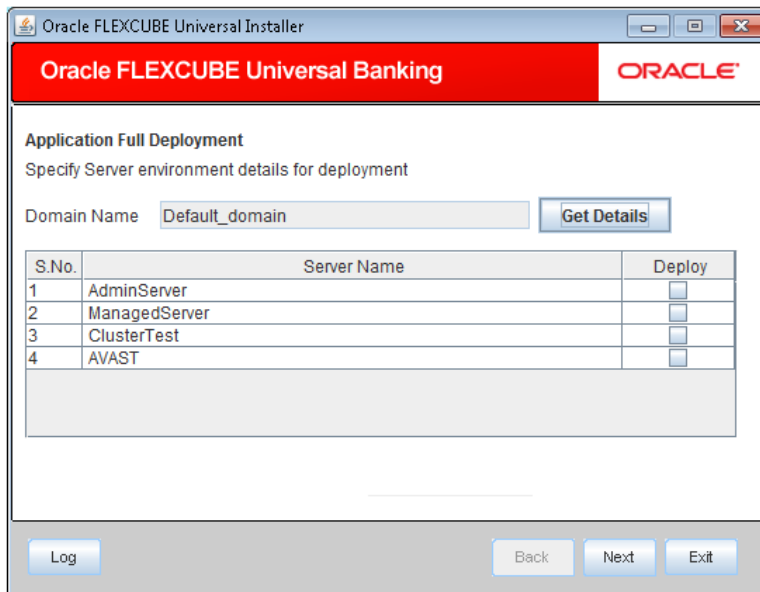 Oracle FLEXCUBE Universal Installer
Oracle FLEXCUBE Universal Banking
ORACLE
Application Full Deployment
Specify Server environment details for deployment
Domain Name Default_domain Get Details
S.No. Server Name Deploy
1 AdminServer
2 ManagedServer
3 ClusterTest
4 AVAST
Log Back Next Exit